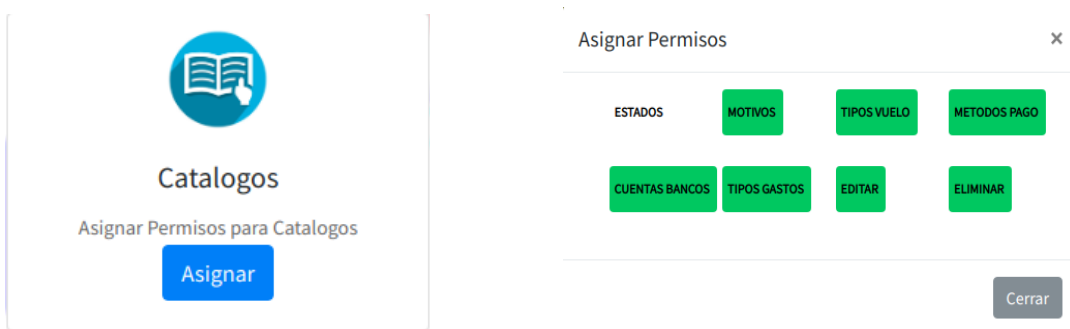 Catalogos
Asignar Permisos para Catalogos
Asignar
Asignar Permisos ×
ESTADOS MOTIVOS TIPOS VUELO METODOS PAGO
CUENTAS BANCOS TIPOS GASTOS EDITAR ELIMINAR
Cerrar